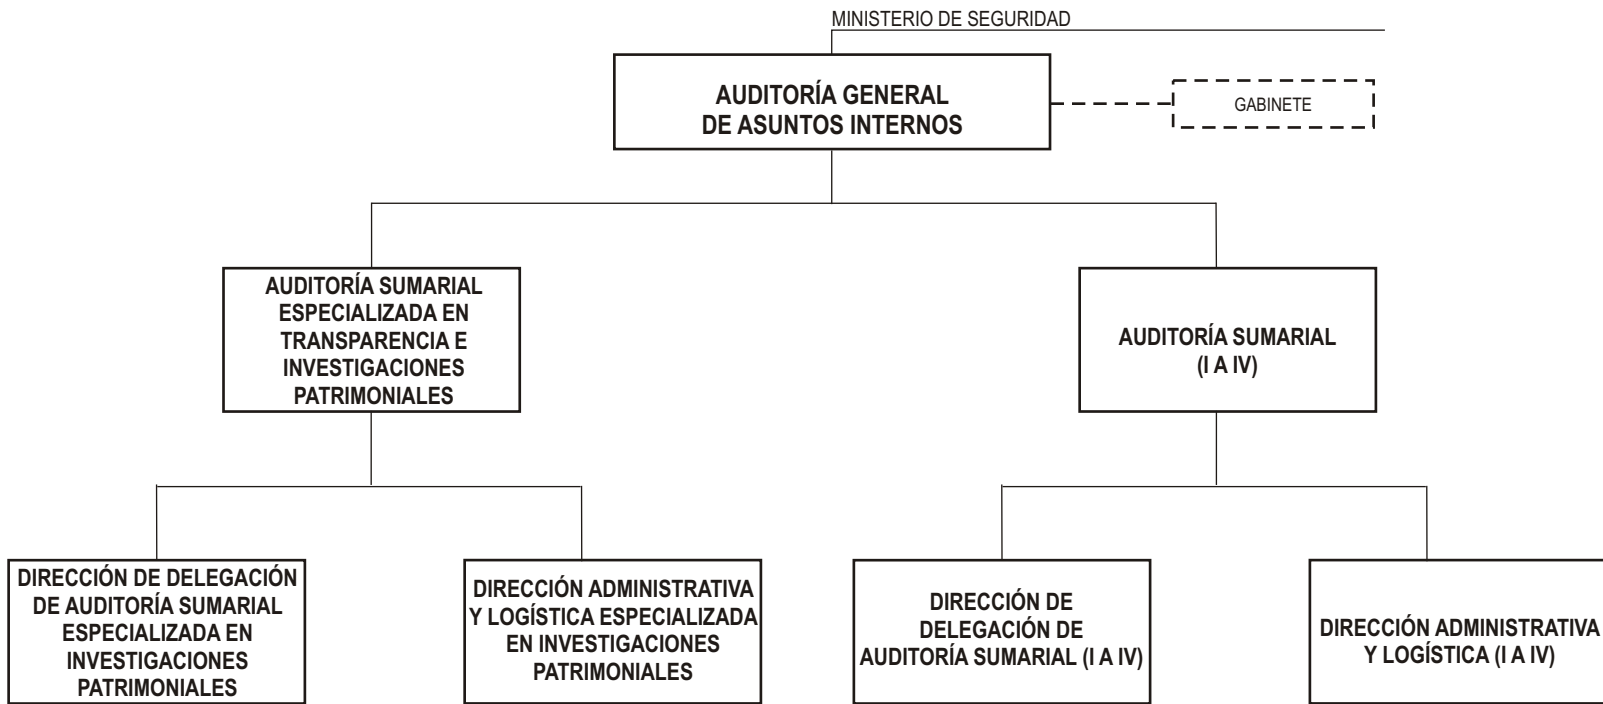 MINISTERIO DE SEGURIDAD
AUDITORÍA GENERAL
DE ASUNTOS INTERNOS
GABINETE
AUDITORÍA SUMARIAL
ESPECIALIZADA EN
TRANSPARENCIA E
INVESTIGACIONES
PATRIMONIALES
AUDITORÍA SUMARIAL
(I A IV)
DIRECCIÓN DE DELEGACIÓN
DE AUDITORÍA SUMARIAL
ESPECIALIZADA EN
INVESTIGACIONES
PATRIMONIALES
DIRECCIÓN ADMINISTRATIVA
Y LOGÍSTICA ESPECIALIZADA
EN INVESTIGACIONES
PATRIMONIALES
DIRECCIÓN DE
DELEGACIÓN DE
AUDITORÍA SUMARIAL (I A IV)
DIRECCIÓN ADMINISTRATIVA
Y LOGÍSTICA (I A IV)